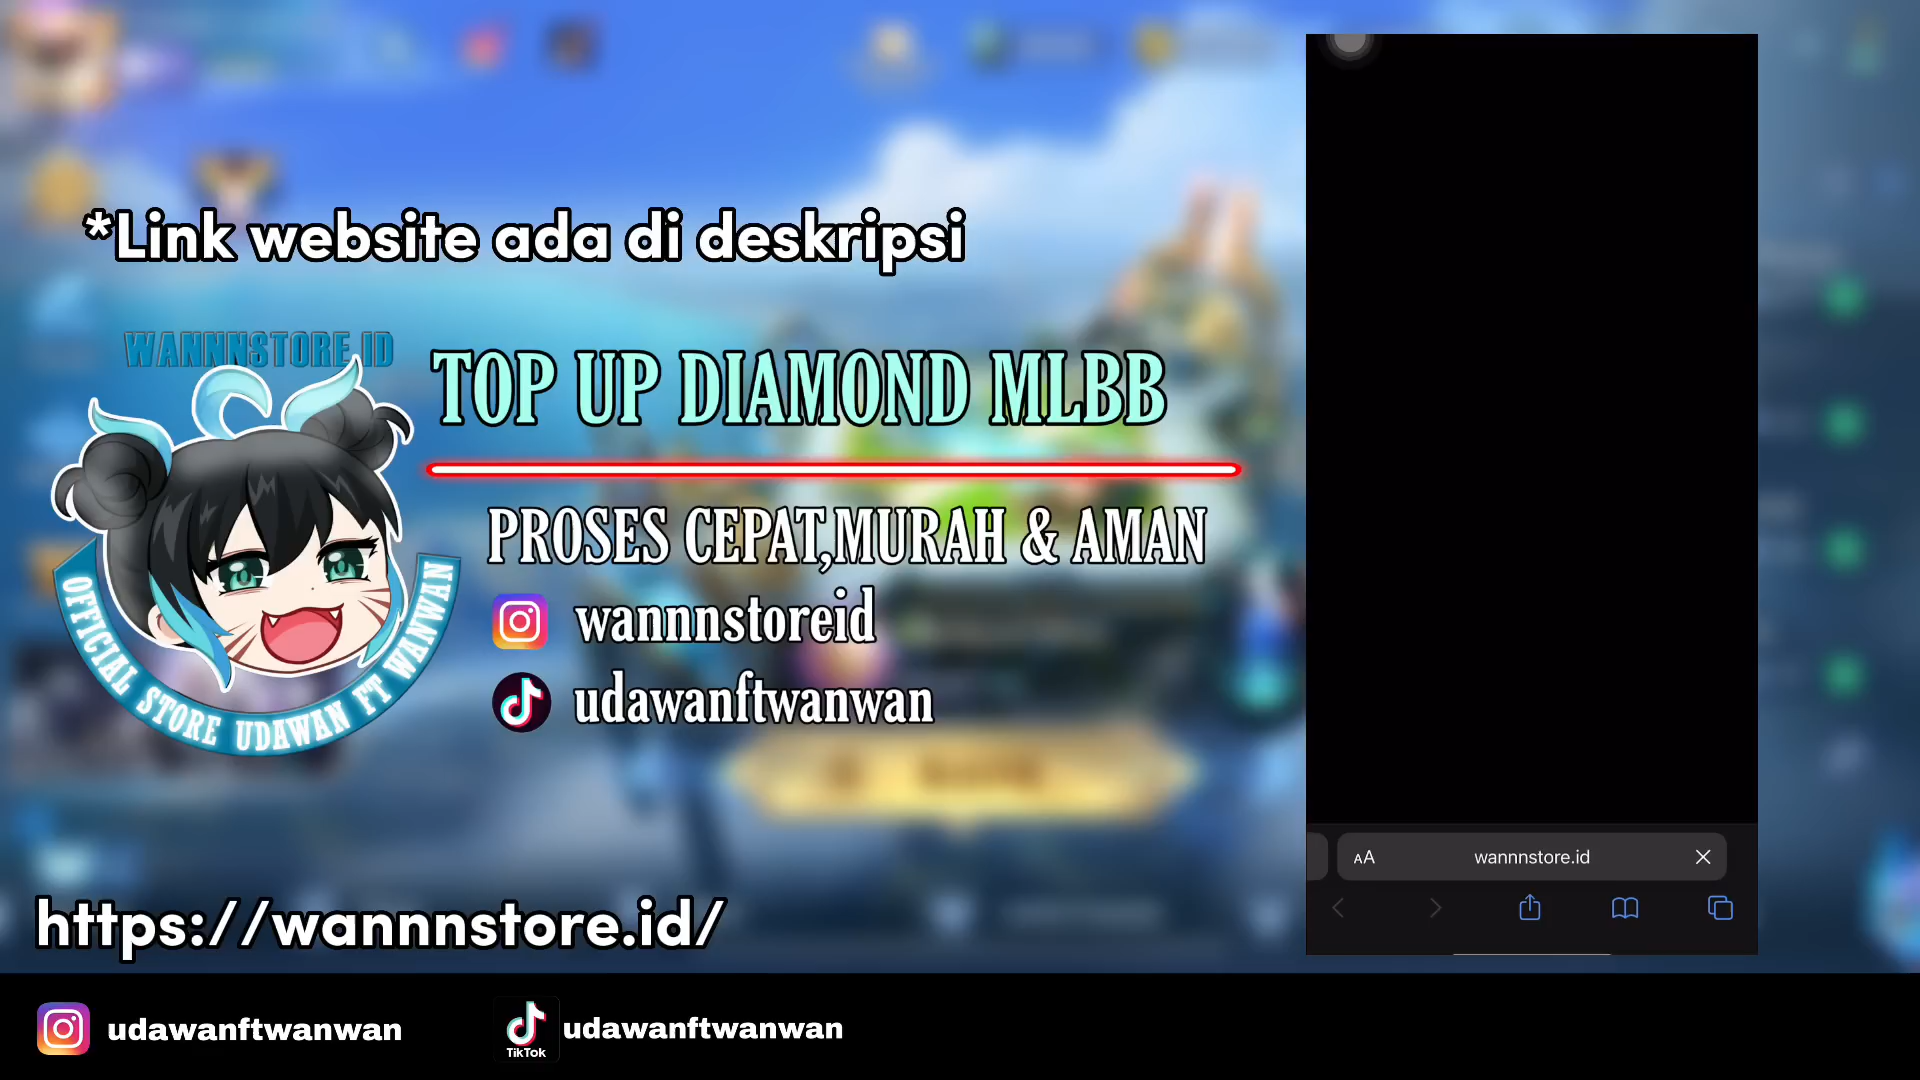 *Link website ada di deskripsi
WANNNSTORE.ID
OFFICIAL STORE UDAWAN FT WANWAN
TOP UP DIAMOND MLBB
PROSES CEPAT,MURAH & AMAN
wannnstoreid
udawanftwanwan
https://wannnstore.id/
AA wannnstore.id
udawanftwanwan
TikTok
udawanftwanwan